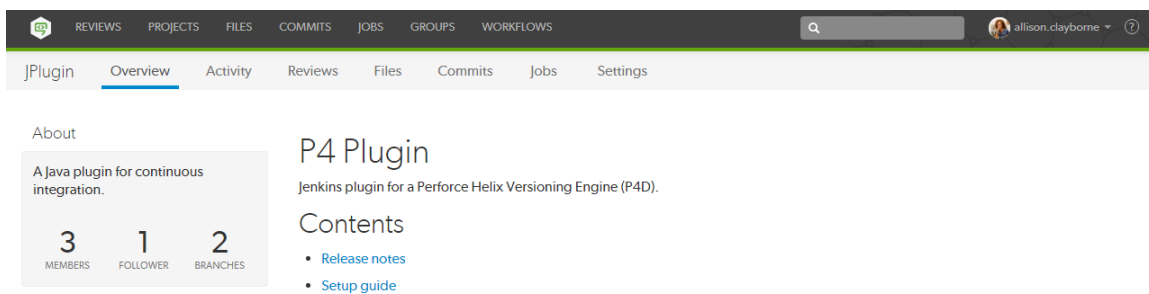 REVIEWS PROJECTS FILES COMMITS JOBS GROUPS WORKFLOWS allison.clayborne ?
JPlugin Overview Activity Reviews Files Commits Jobs Settings
About
A Java plugin for continuous
integration.
3 1 2
MEMBERS FOLLOWER BRANCHES
P4 Plugin
Jenkins plugin for a Perforce Helix Versioning Engine (P4D).
Contents
• Release notes
• Setup guide